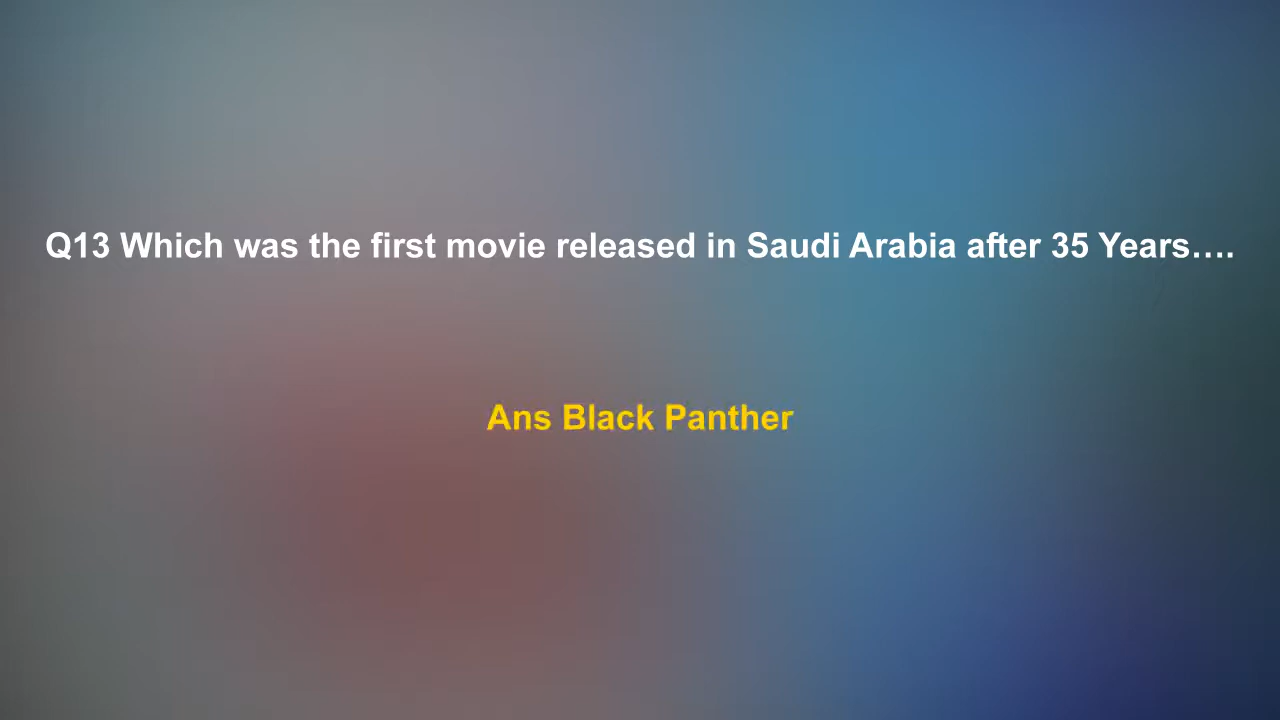 Q13 Which was the first movie released in Saudi Arabia after 35 Years….
Ans Black Panther